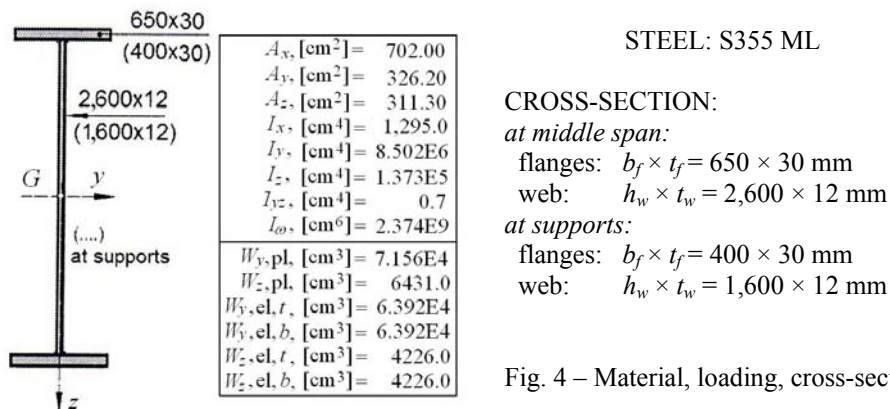 650x30
(400x30)
2,600x12
(1,600x12)
G
y
(....)
at supports
z
Ax, [cm²]= 702.00
Ay, [cm²]= 326.20
Az, [cm²]= 311.30
Ix, [cm⁴]= 1,295.0
Iy, [cm⁴]= 8.502E6
Iz, [cm⁴]= 1.373E5
Iyz, [cm⁴]= 0.7
Iω, [cm⁶]= 2.374E9
Wy,pl, [cm³]= 7.156E4
Wz,pl, [cm³]= 6431.0
Wy,el,t, [cm³]= 6.392E4
Wy,el,b, [cm³]= 6.392E4
Wz,el,t, [cm³]= 4226.0
Wz,el,b, [cm³]= 4226.0
STEEL: S355 ML
CROSS-SECTION:
at middle span:
flanges: bf × tf = 650 × 30 mm
web: hw × tw = 2,600 × 12 mm
at supports:
flanges: bf × tf = 400 × 30 mm
web: hw × tw = 1,600 × 12 mm
Fig. 4 – Material, loading, cross-sec